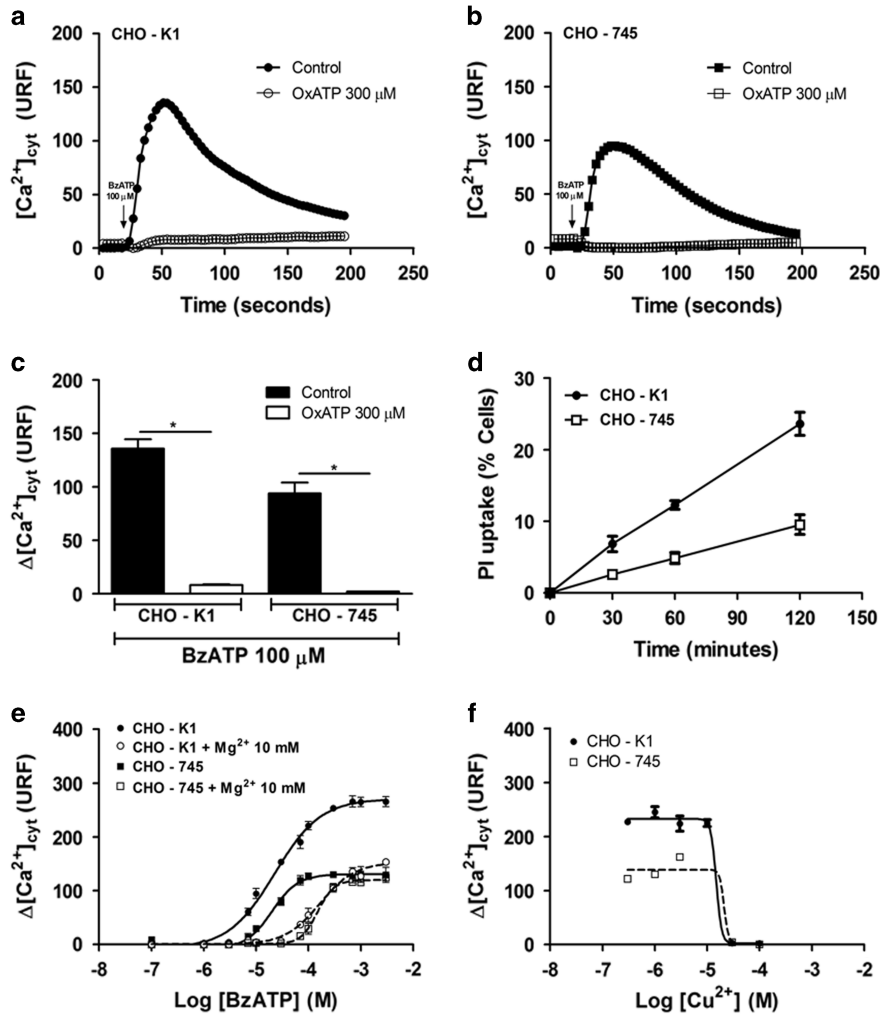 a
CHO - K1
Control
OxATP 300 μM
BzATP
100 μM
[Ca2+]cyt (URF)
200
150
100
50
0
0 50 100 150 200 250
Time (seconds)
b
CHO - 745
Control
OxATP 300 μM
BzATP
100 μM
[Ca2+]cyt (URF)
200
150
100
50
0
0 50 100 150 200 250
Time (seconds)
c
Control
OxATP 300 μM
*
*
Δ[Ca2+]cyt (URF)
200
150
100
50
0
CHO - K1 CHO - 745
BzATP 100 μM
d
CHO - K1
CHO - 745
PI uptake (% Cells)
30
20
10
0
0 30 60 90 120 150
Time (minutes)
e
CHO - K1
CHO - K1 + Mg2+ 10 mM
CHO - 745
CHO - 745 + Mg2+ 10 mM
Δ[Ca2+]cyt (URF)
400
300
200
100
0
-8 -7 -6 -5 -4 -3 -2
Log [BzATP] (M)
f
CHO - K1
CHO - 745
Δ[Ca2+]cyt (URF)
400
300
200
100
0
-8 -7 -6 -5 -4 -3 -2
Log [Cu2+] (M)